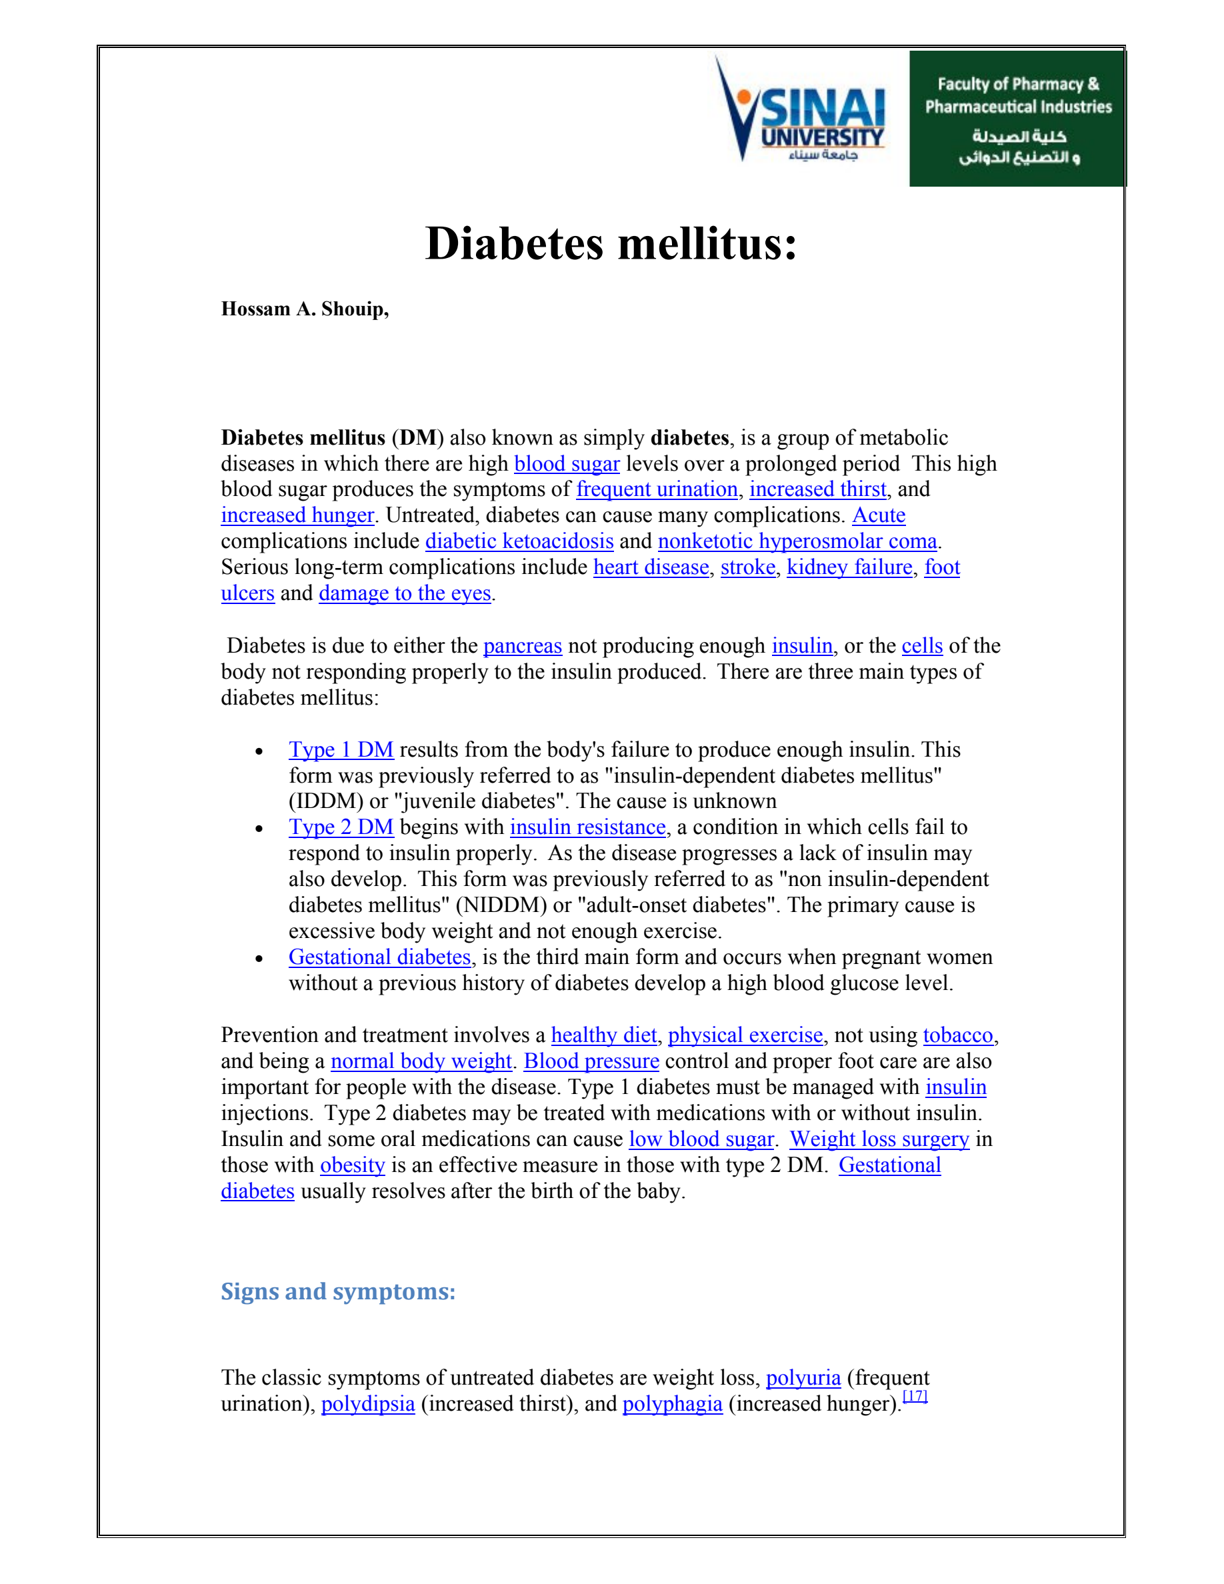 SINAI
UNIVERSITY
جامعة سيناء
Faculty of Pharmacy &
Pharmaceutical Industries
كلية الصيدلة
و التصنيع الدوائى
Diabetes mellitus:
Hossam A. Shouip,
Diabetes mellitus (DM) also known as simply diabetes, is a group of metabolic
diseases in which there are high blood sugar levels over a prolonged period  This high
blood sugar produces the symptoms of frequent urination, increased thirst, and
increased hunger. Untreated, diabetes can cause many complications. Acute
complications include diabetic ketoacidosis and nonketotic hyperosmolar coma.
Serious long-term complications include heart disease, stroke, kidney failure, foot
ulcers and damage to the eyes.
Diabetes is due to either the pancreas not producing enough insulin, or the cells of the
body not responding properly to the insulin produced.  There are three main types of
diabetes mellitus:
• Type 1 DM results from the body's failure to produce enough insulin. This
form was previously referred to as "insulin-dependent diabetes mellitus"
(IDDM) or "juvenile diabetes". The cause is unknown
• Type 2 DM begins with insulin resistance, a condition in which cells fail to
respond to insulin properly.  As the disease progresses a lack of insulin may
also develop.  This form was previously referred to as "non insulin-dependent
diabetes mellitus" (NIDDM) or "adult-onset diabetes". The primary cause is
excessive body weight and not enough exercise.
• Gestational diabetes, is the third main form and occurs when pregnant women
without a previous history of diabetes develop a high blood glucose level.
Prevention and treatment involves a healthy diet, physical exercise, not using tobacco,
and being a normal body weight. Blood pressure control and proper foot care are also
important for people with the disease. Type 1 diabetes must be managed with insulin
injections.  Type 2 diabetes may be treated with medications with or without insulin.
Insulin and some oral medications can cause low blood sugar.  Weight loss surgery in
those with obesity is an effective measure in those with type 2 DM.  Gestational
diabetes usually resolves after the birth of the baby.
Signs and symptoms:
The classic symptoms of untreated diabetes are weight loss, polyuria (frequent
urination), polydipsia (increased thirst), and polyphagia (increased hunger).[17]